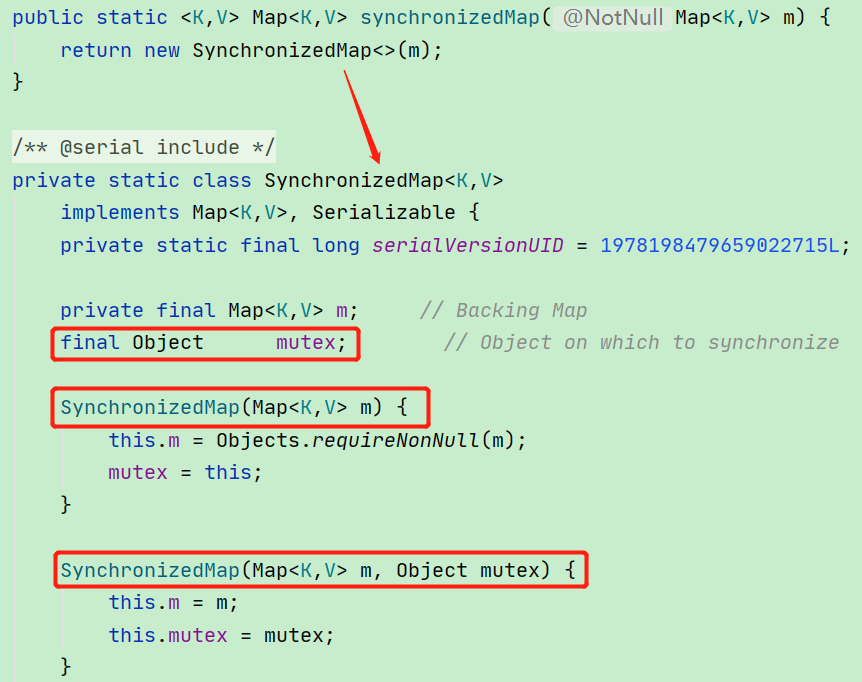 public static <K,V> Map<K,V> synchronizedMap( @NotNull Map<K,V> m) {
    return new SynchronizedMap<>(m);
}
/** @serial include */
private static class SynchronizedMap<K,V>
    implements Map<K,V>, Serializable {
    private static final long serialVersionUID = 1978198479659022715L;
    private final Map<K,V> m;     // Backing Map
    final Object      mutex;        // Object on which to synchronize
    SynchronizedMap(Map<K,V> m) {
        this.m = Objects.requireNonNull(m);
        mutex = this;
    }
    SynchronizedMap(Map<K,V> m, Object mutex) {
        this.m = m;
        this.mutex = mutex;
    }